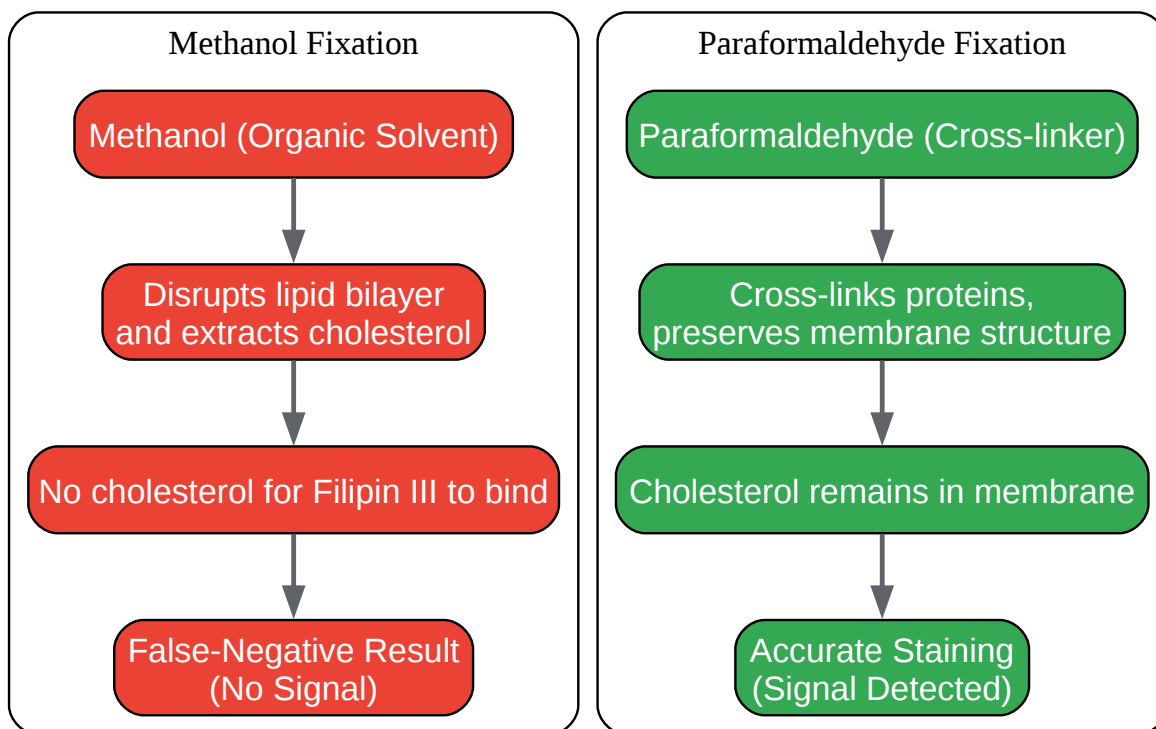 Methanol Fixation
Methanol (Organic Solvent)
Disrupts lipid bilayer
and extracts cholesterol
No cholesterol for Filipin III to bind
False-Negative Result
(No Signal)
Paraformaldehyde Fixation
Paraformaldehyde (Cross-linker)
Cross-links proteins,
preserves membrane structure
Cholesterol remains in membrane
Accurate Staining
(Signal Detected)